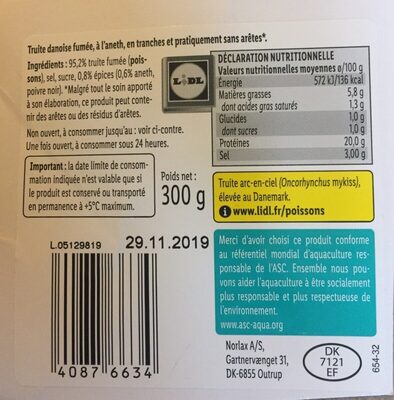 Truite danoise fumée, à l'aneth, en tranches et pratiquement sans arêtes*.
Ingrédients : 95,2% truite fumée (pois-
sons), sel, sucre, 0,8% épices (0,6% aneth,
poivre noir). *Malgré tout le soin apporté
à son élaboration, ce produit peut conte-
nir des arêtes ou des résidus d'arêtes.
Non ouvert, à consommer jusqu'au : voir ci-contre.
Une fois ouvert, à consommer sous 24 heures.
LIDL
DÉCLARATION NUTRITIONNELLE
Valeurs nutritionnelles moyennes ø/100 g
Énergie 572 kJ/136 kcal
Matières grasses 5,8 g
dont acides gras saturés 1,3 g
Glucides 1,0 g
dont sucres 1,0 g
Protéines 20,0 g
Sel 3,00 g
Important : la date limite de consom-
mation indiquée n'est valable que si
le produit est conservé ou transporté
en permanence à +5°C maximum.
Poids net :
300 g
Truite arc-en-ciel (Oncorhynchus mykiss),
élevée au Danemark.
i www.lidl.fr/poissons
L.05129819 29.11.2019
4087 6634
Merci d'avoir choisi ce produit conforme
au référentiel mondial d'aquaculture res-
ponsable de l'ASC. Ensemble nous pou-
vons aider l'aquaculture à être socialement
plus responsable et plus respectueuse de
l'environnement.
www.asc-aqua.org
Norlax A/S,
Gartnervænget 31,
DK-6855 Outrup
DK
7121
EF
654-32